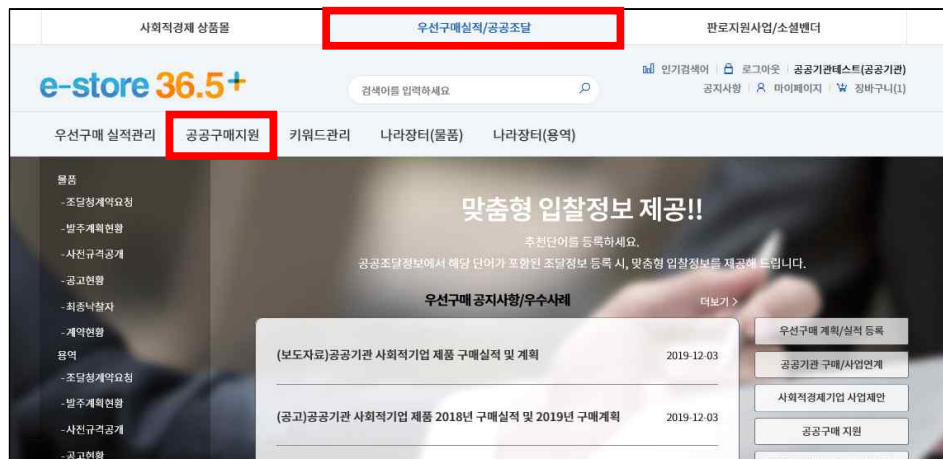 사회적경제 상품몰
우선구매실적/공공조달
판로지원사업/소셜벤더
e-store 36.5+
검색어를 입력하세요
인기검색어 로그아웃 공공기관테스트(공공기관)
공지사항 마이페이지 장바구니(1)
우선구매 실적관리 공공구매지원 키워드관리 나라장터(물품) 나라장터(용역)
물품
-조달청계약요청
-발주계획현황
-사전규격공개
-공고현황
-최종낙찰자
-계약현황
용역
-조달청계약요청
-발주계획현황
-사전규격공개
-공고현황
맞춤형 입찰정보 제공!!
추천단어를 등록하세요.
공공조달정보에서 해당 단어가 포함된 조달정보 등록 시, 맞춤형 입찰정보를 제공해 드립니다.
우선구매 공지사항/우수사례
더보기 >
(보도자료)공공기관 사회적기업 제품 구매실적 및 계획 2019-12-03
(공고)공공기관 사회적기업 제품 2018년 구매실적 및 2019년 구매계획 2019-12-03
우선구매 계획/실적 등록
공공기관 구매/사업연계
사회적경제기업 사업제안
공공구매 지원